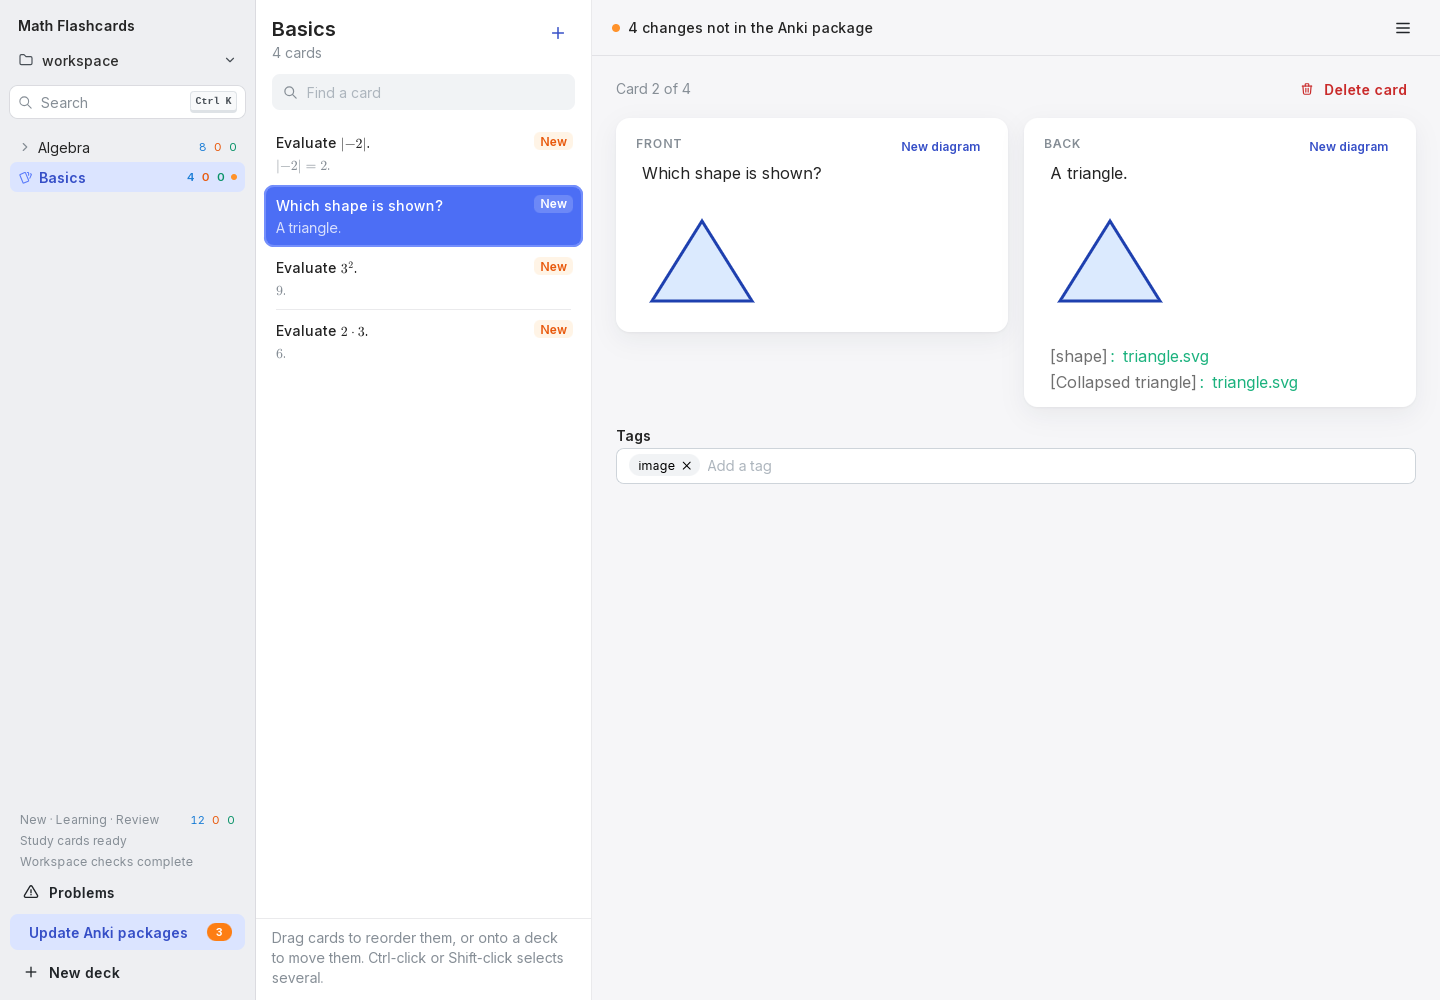 Math Flashcards
workspace
Search
Ctrl K
Algebra 8 0 0
Basics 4 0 0
New · Learning · Review 12 0 0
Study cards ready
Workspace checks complete
Problems
Update Anki packages 3
New deck
Basics
4 cards
Find a card
Evaluate |−2|. New
|−2| = 2.
Which shape is shown? New
A triangle.
Evaluate 3². New
9.
Evaluate 2 · 3. New
6.
Drag cards to reorder them, or onto a deck
to move them. Ctrl-click or Shift-click selects
several.
4 changes not in the Anki package
Card 2 of 4
Delete card
FRONT
New diagram
Which shape is shown?
BACK
New diagram
A triangle.
[shape]: triangle.svg
[Collapsed triangle]: triangle.svg
Tags
image
Add a tag